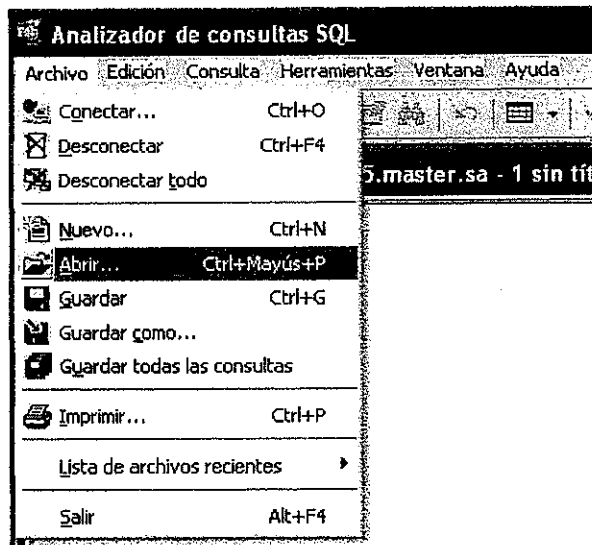 Analizador de consultas SQL
Archivo Edición Consulta Herramientas Ventana Ayuda
Conectar... Ctrl+O
Desconectar Ctrl+F4
Desconectar todo
5.master.sa - 1 sin tít
Nuevo... Ctrl+N
Abrir... Ctrl+Mayús+P
Guardar Ctrl+G
Guardar como...
Guardar todas las consultas
Imprimir... Ctrl+P
Lista de archivos recientes
Salir Alt+F4